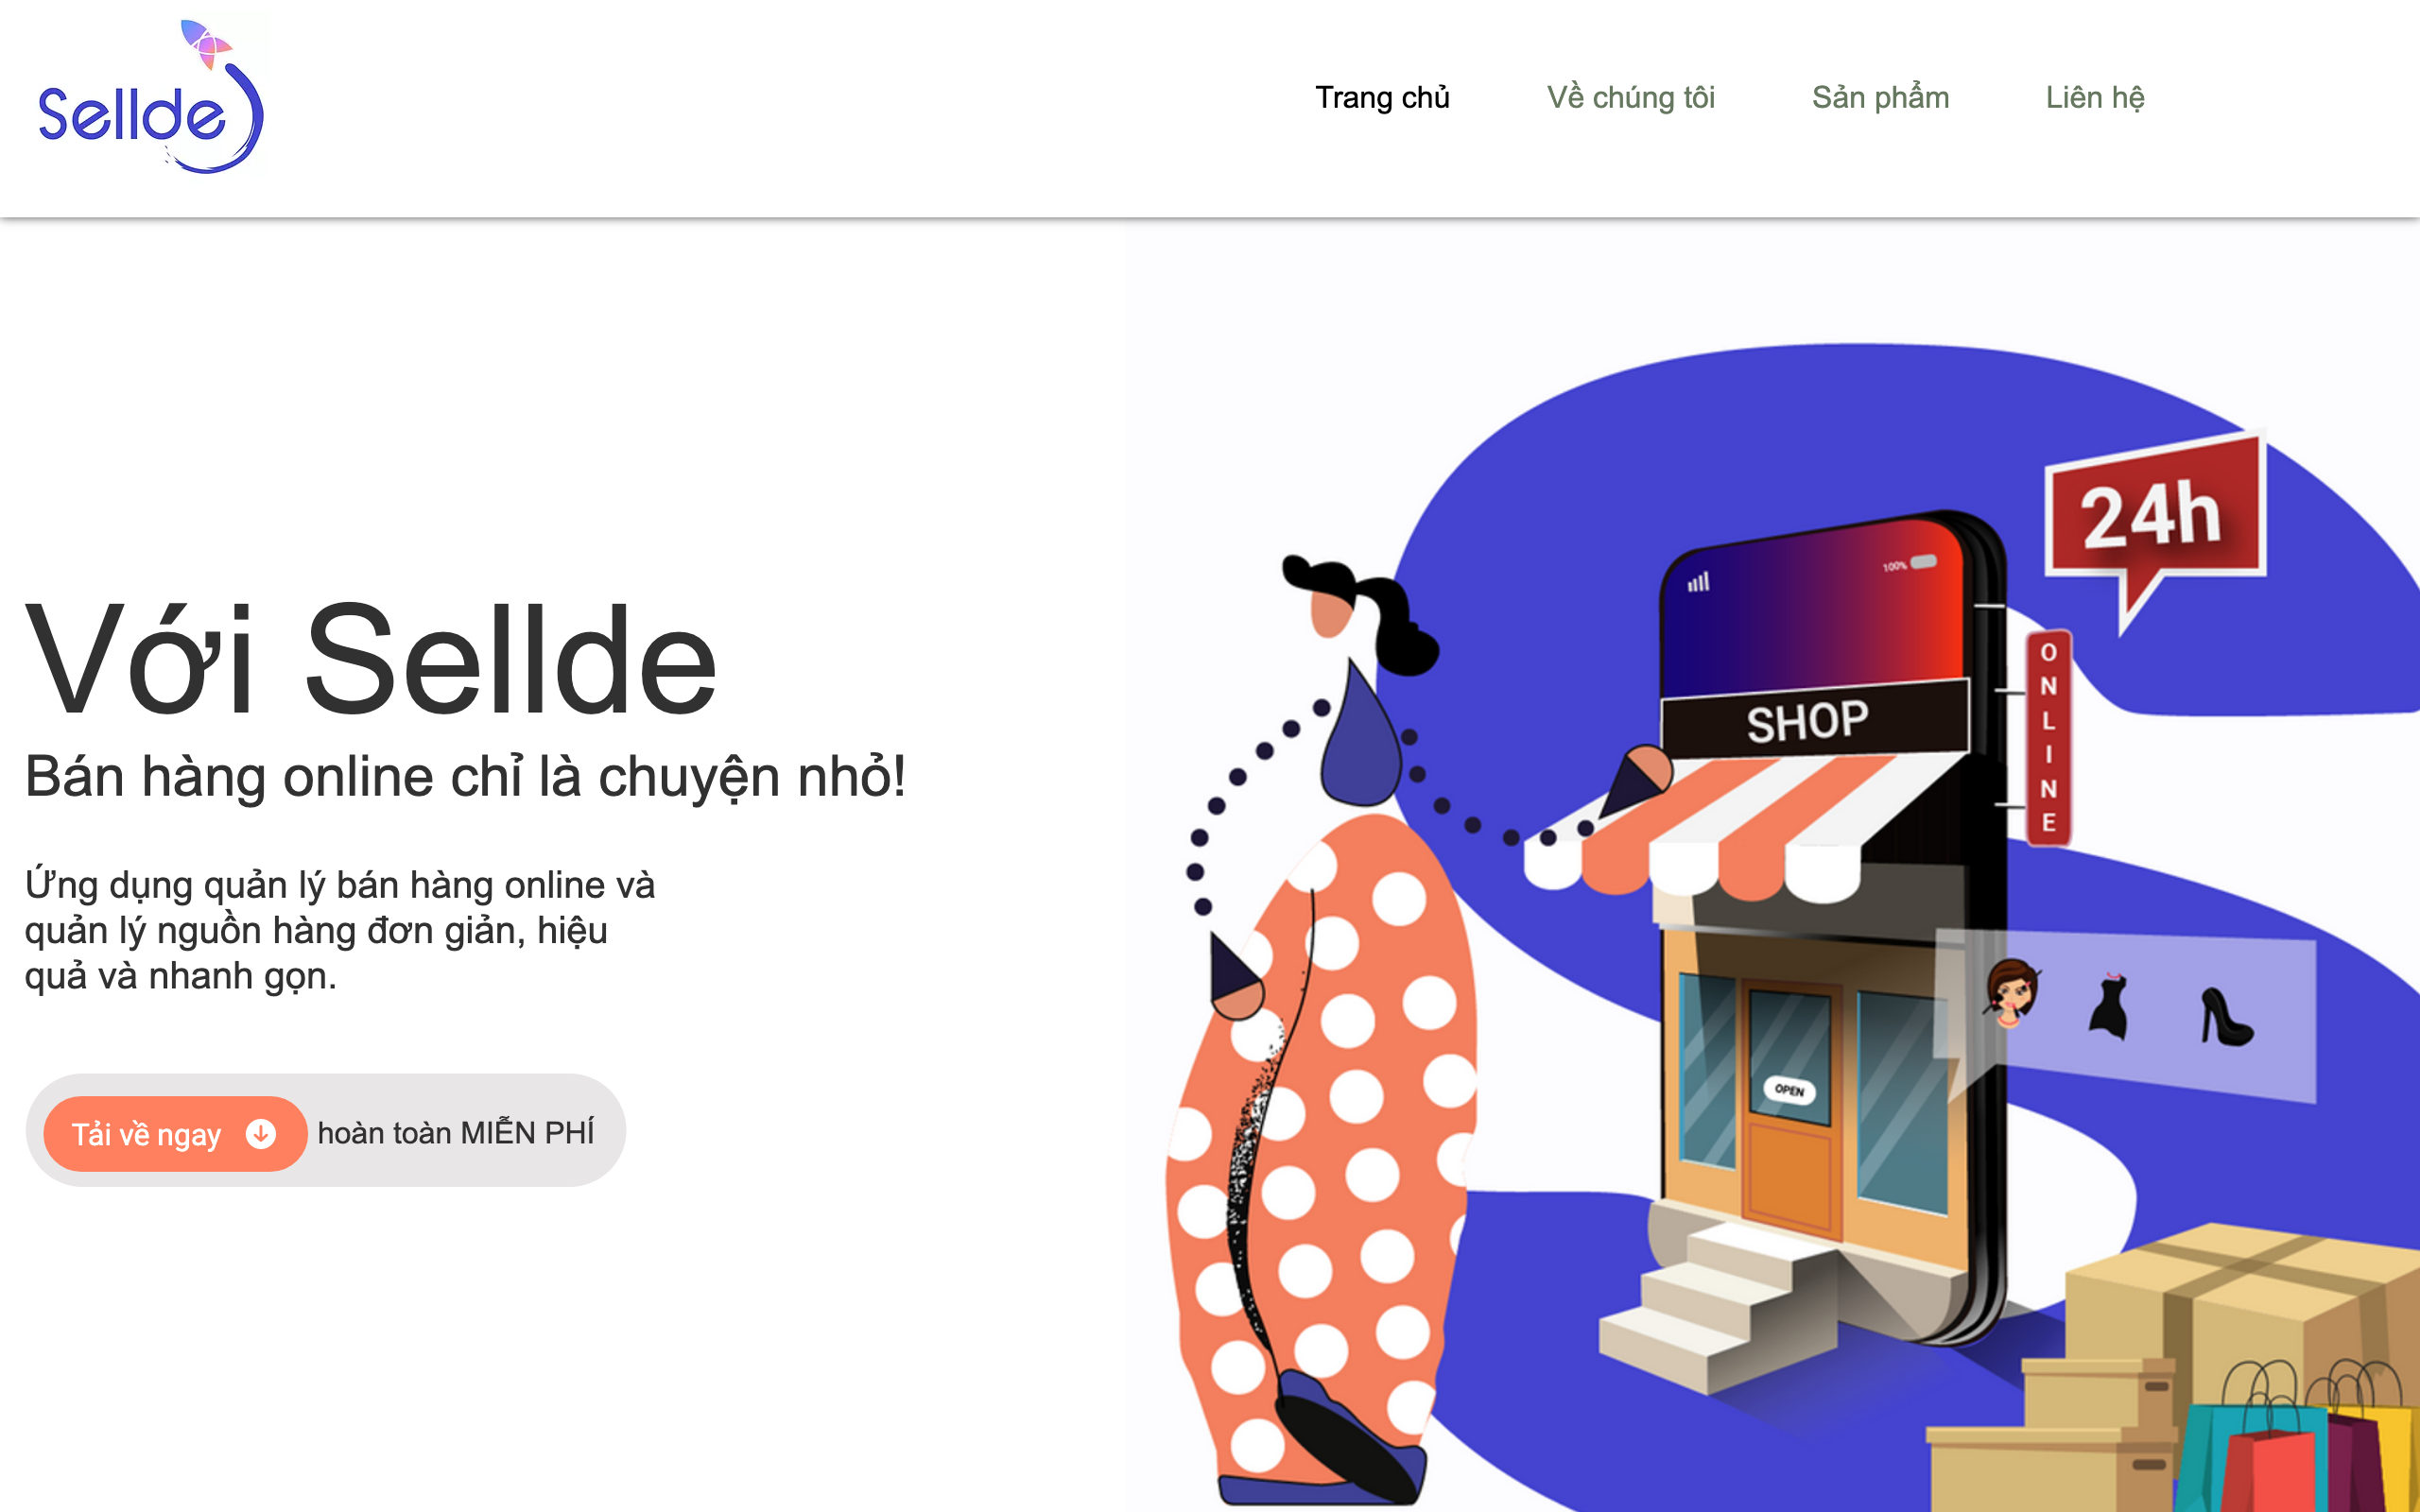 Sellde
Trang chủ
Về chúng tôi
Sản phẩm
Liên hệ
Với Sellde
Bán hàng online chỉ là chuyện nhỏ!
Ứng dụng quản lý bán hàng online và
quản lý nguồn hàng đơn giản, hiệu
quả và nhanh gọn.
Tải về ngay
hoàn toàn MIỄN PHÍ
24h
100%
SHOP
ONLINE
OPEN